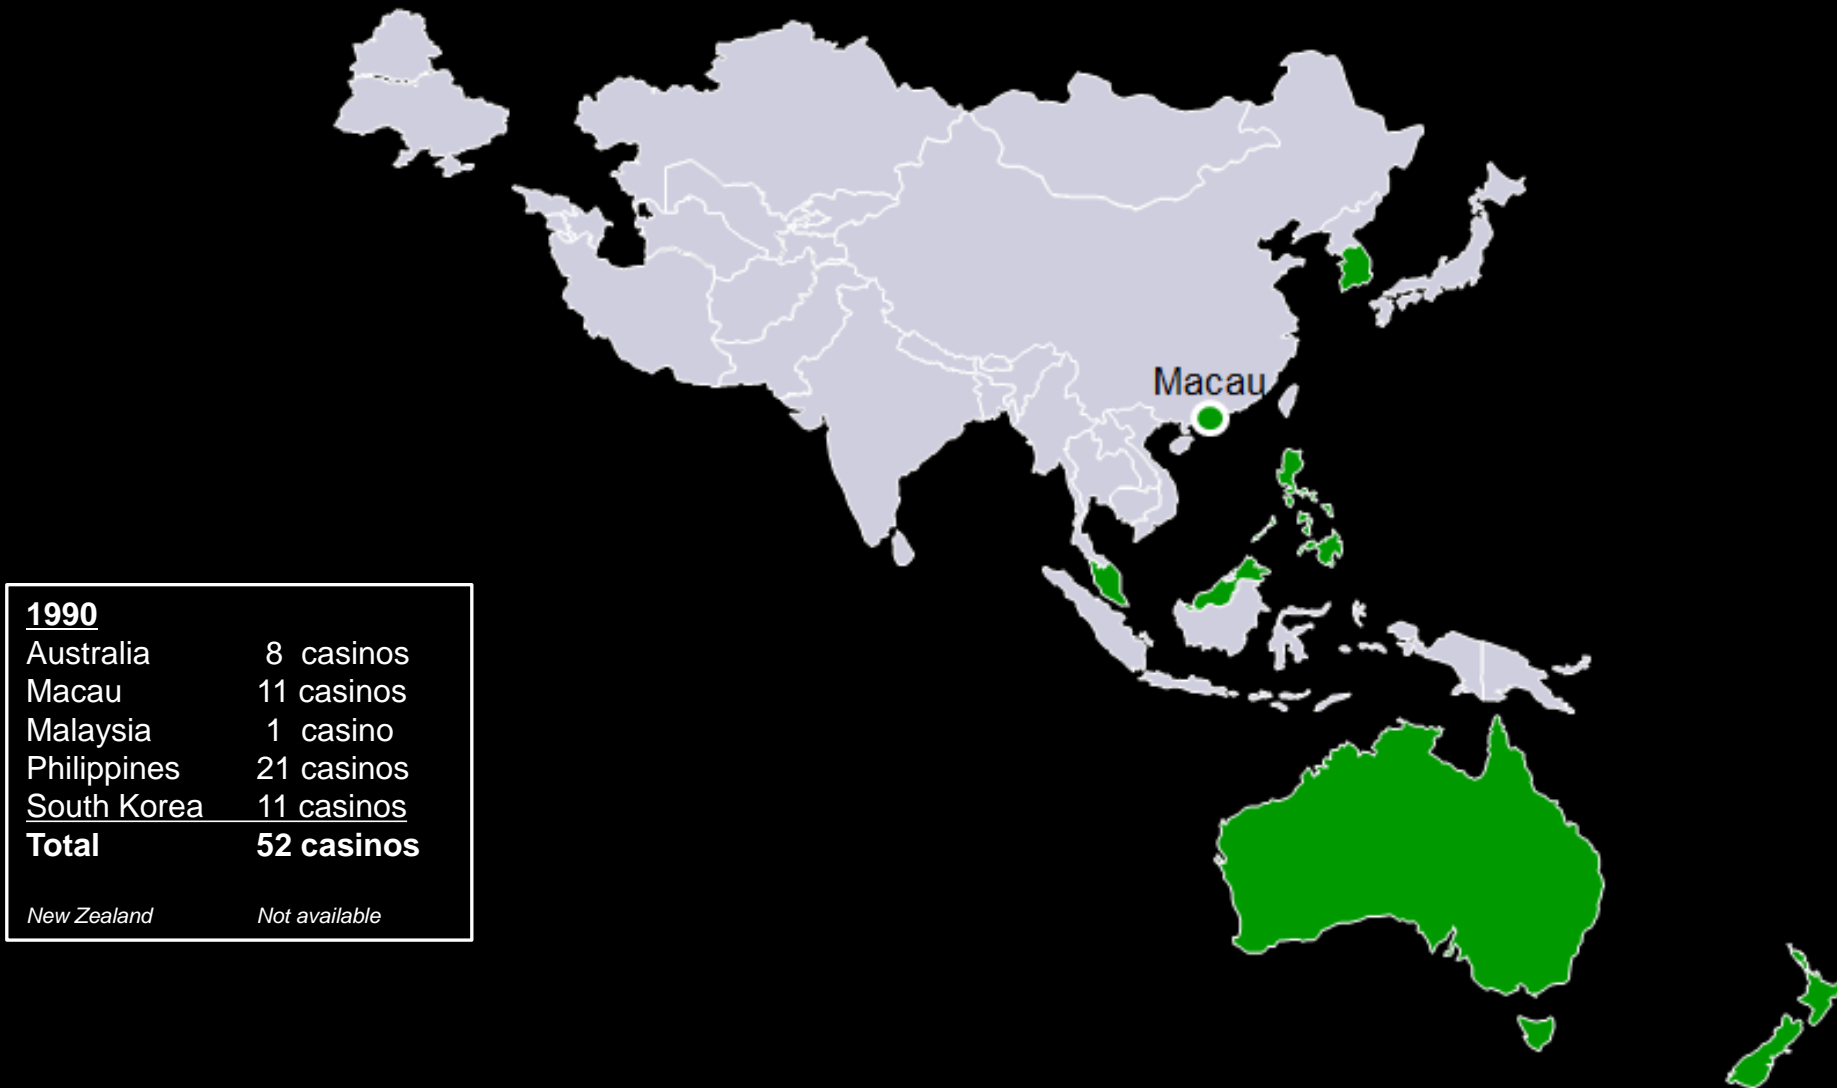 Macau
1990
Australia 8 casinos
Macau 11 casinos
Malaysia 1 casino
Philippines 21 casinos
South Korea 11 casinos
Total 52 casinos
New Zealand Not available